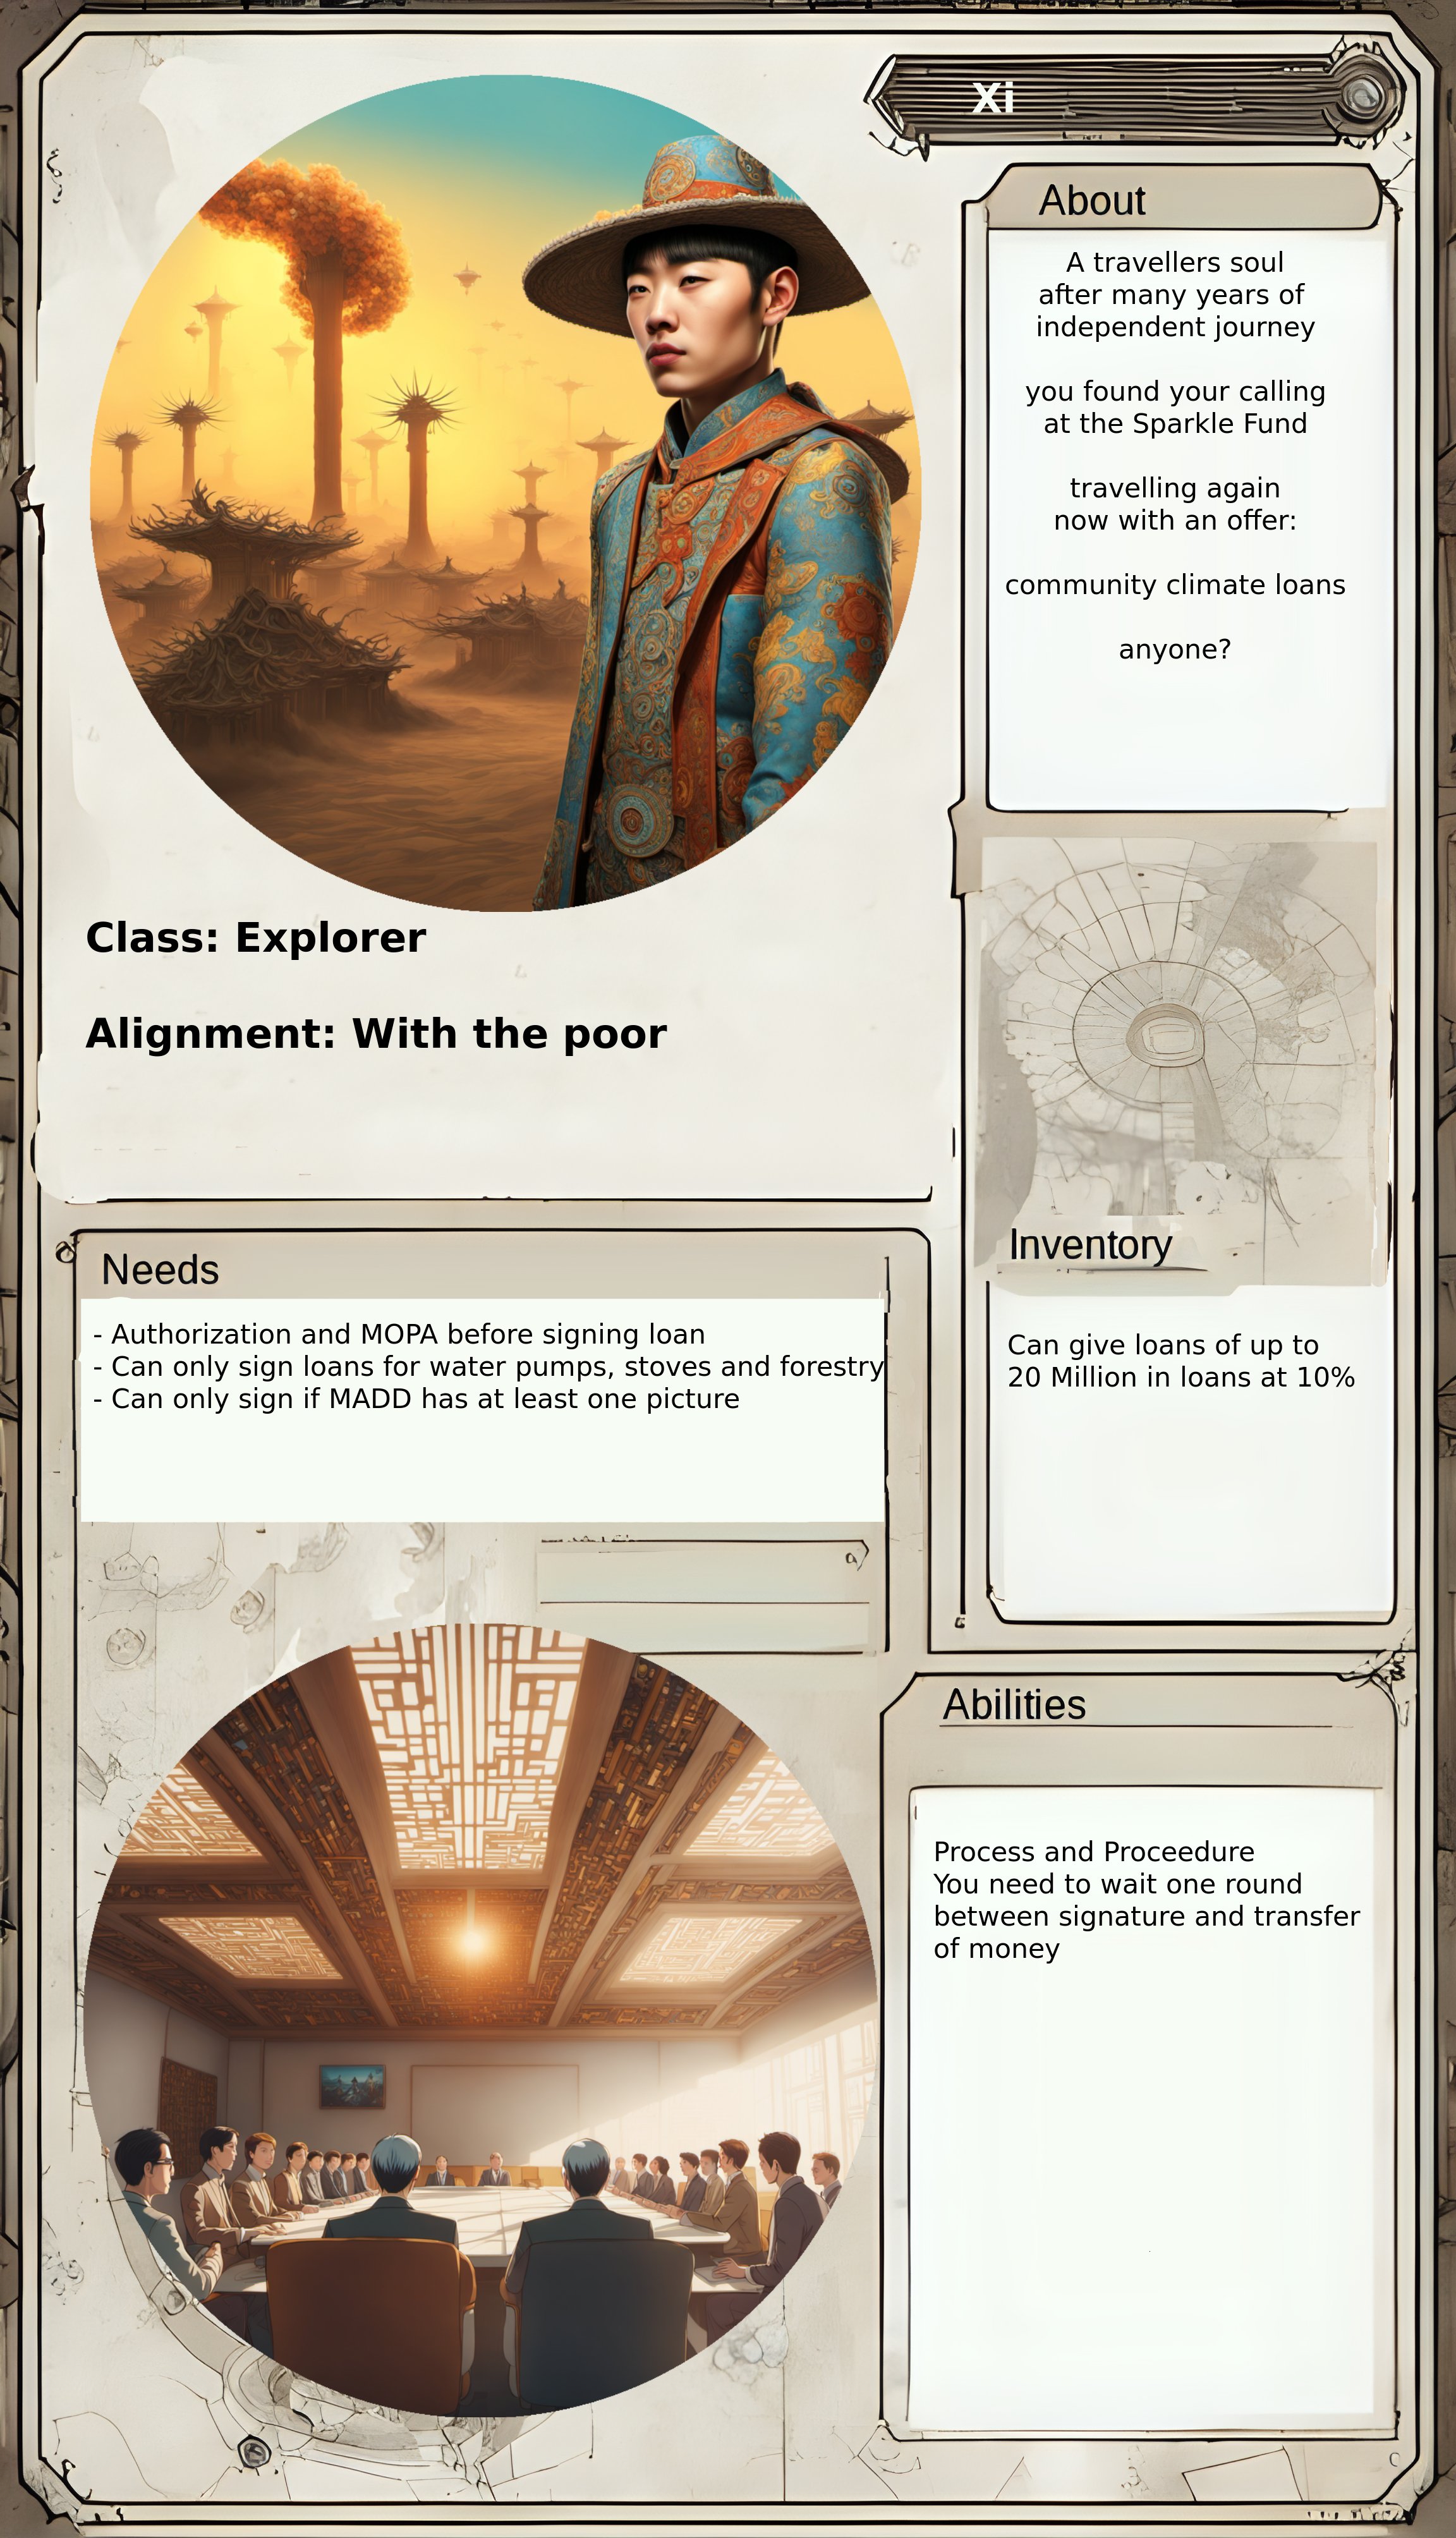 Xi
About
A travellers soul
after many years of
independent journey
you found your calling
at the Sparkle Fund
travelling again
now with an offer:
community climate loans
anyone?
Class: Explorer
Alignment: With the poor
Needs
- Authorization and MOPA before signing loan
- Can only sign loans for water pumps, stoves and forestry
- Can only sign if MADD has at least one picture
Inventory
Can give loans of up to
20 Million in loans at 10%
Abilities
Process and Proceedure
You need to wait one round
between signature and transfer
of money